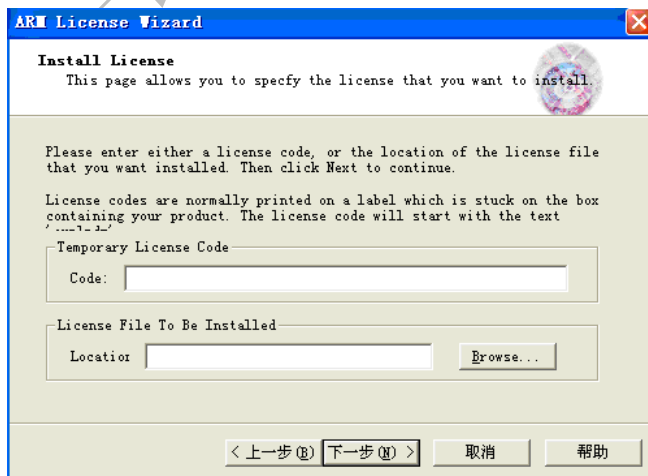 ARM License Wizard
Install License
This page allows you to specfy the license that you want to install.
Please enter either a license code, or the location of the license file
that you want installed. Then click Next to continue.
License codes are normally printed on a label which is stuck on the box
containing your product. The license code will start with the text
Temporary License Code
Code:
License File To Be Installed
Location
Browse...
< 上一步(B) 下一步(N) > 取消 帮助